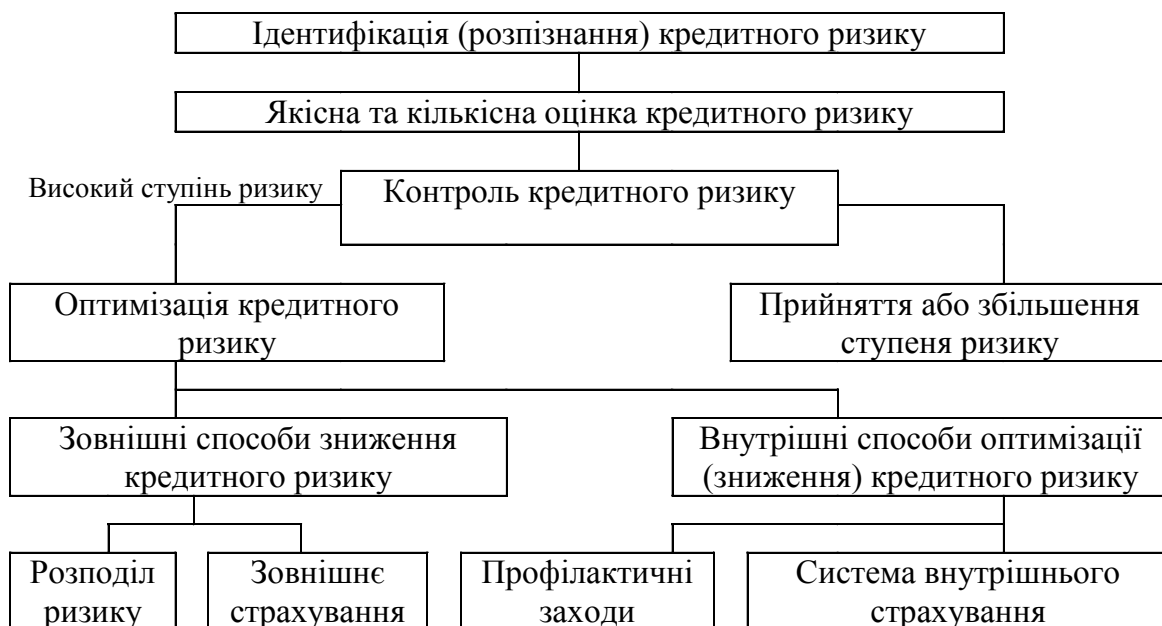 Ідентифікація (розпізнання) кредитного ризику
Якісна та кількісна оцінка кредитного ризику
Високий ступінь ризику
Контроль кредитного ризику
Оптимізація кредитного
ризику
Прийняття або збільшення
ступеня ризику
Зовнішні способи зниження
кредитного ризику
Внутрішні способи оптимізації
(зниження) кредитного ризику
Розподіл
ризику
Зовнішнє
страхування
Профілактичні
заходи
Система внутрішнього
страхування